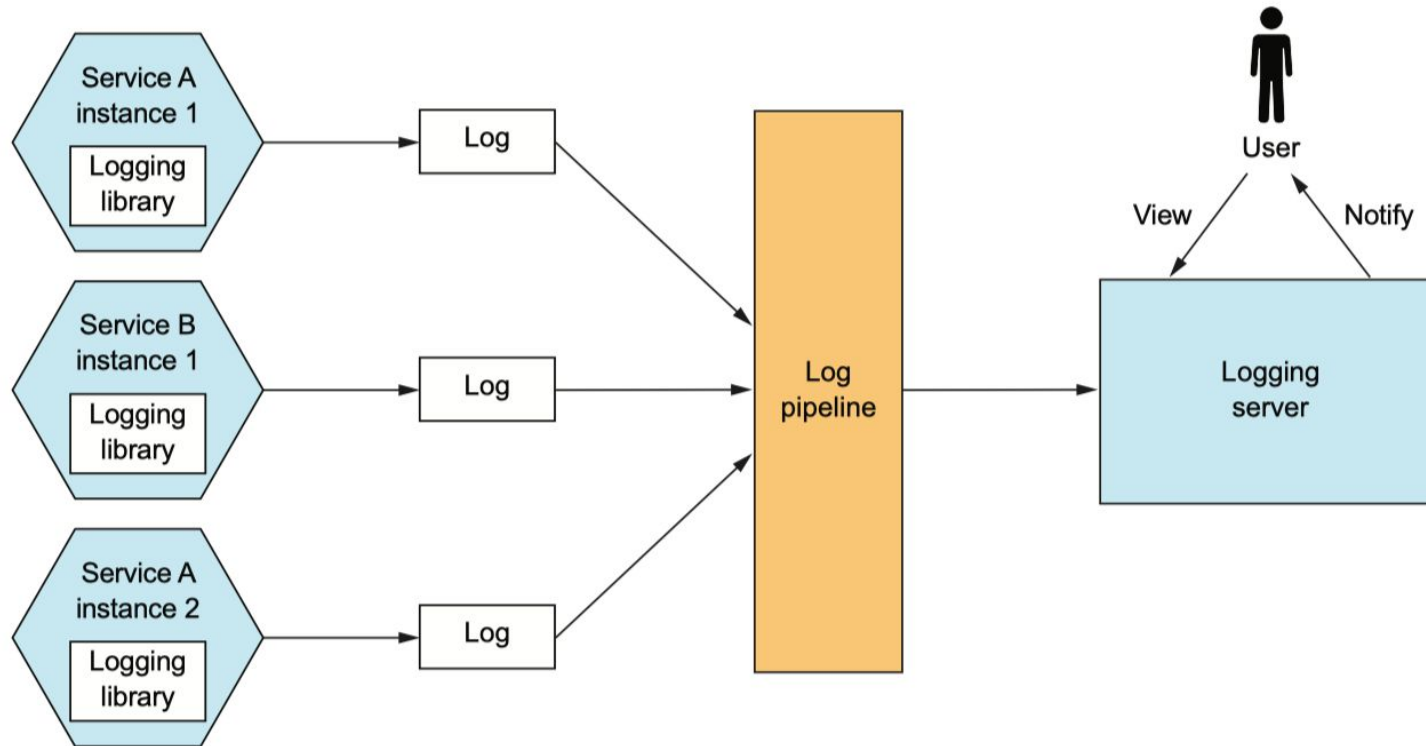 Service A
instance 1
Logging
library
Log
Service B
instance 1
Logging
library
Log
Service A
instance 2
Logging
library
Log
Log
pipeline
User
View
Notify
Logging
server